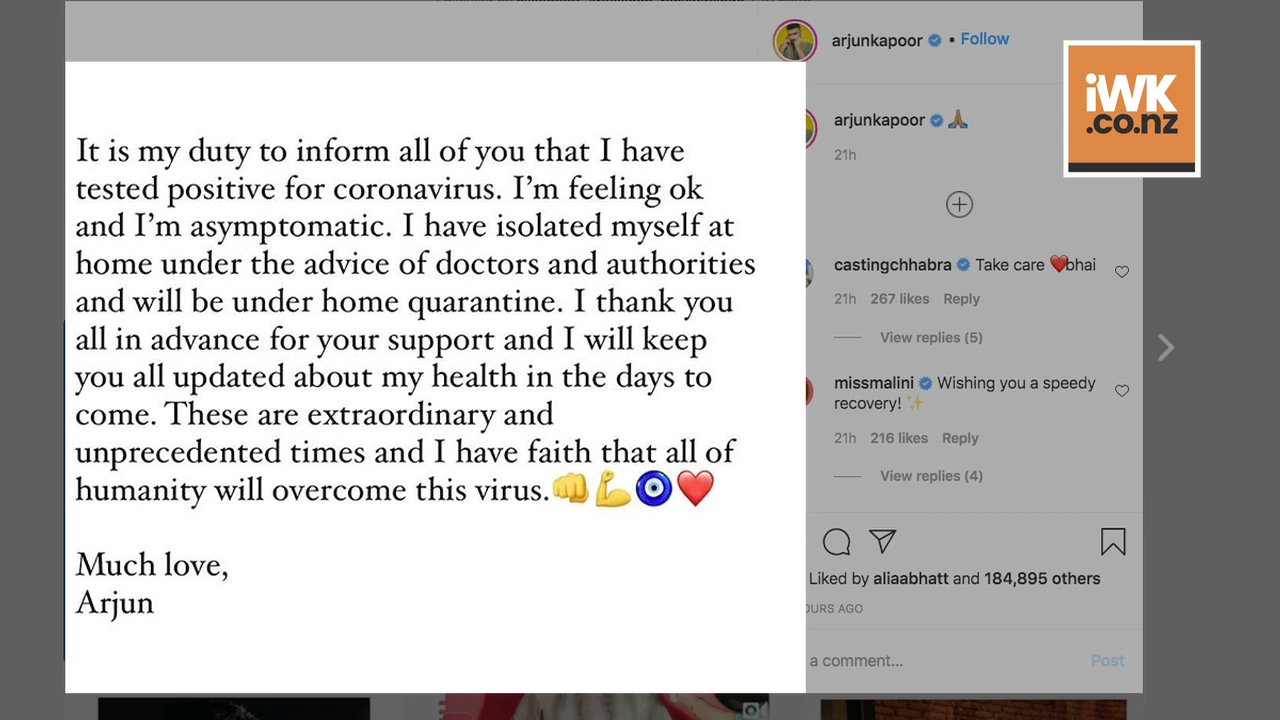 arjunkapoor • Follow
iWK
.co.nz
It is my duty to inform all of you that I have
tested positive for coronavirus. I’m feeling ok
and I’m asymptomatic. I have isolated myself at
home under the advice of doctors and authorities
and will be under home quarantine. I thank you
all in advance for your support and I will keep
you all updated about my health in the days to
come. These are extraordinary and
unprecedented times and I have faith that all of
humanity will overcome this virus.👊💪🧿❤️
Much love,
Arjun
arjunkapoor 🙏🏽
21h
castingchhabra Take care ❤️bhai
21h 267 likes Reply
View replies (5)
missmalini Wishing you a speedy
recovery! ✨
21h 216 likes Reply
View replies (4)
Liked by aliaabhatt and 184,895 others
OURS AGO
a comment... Post